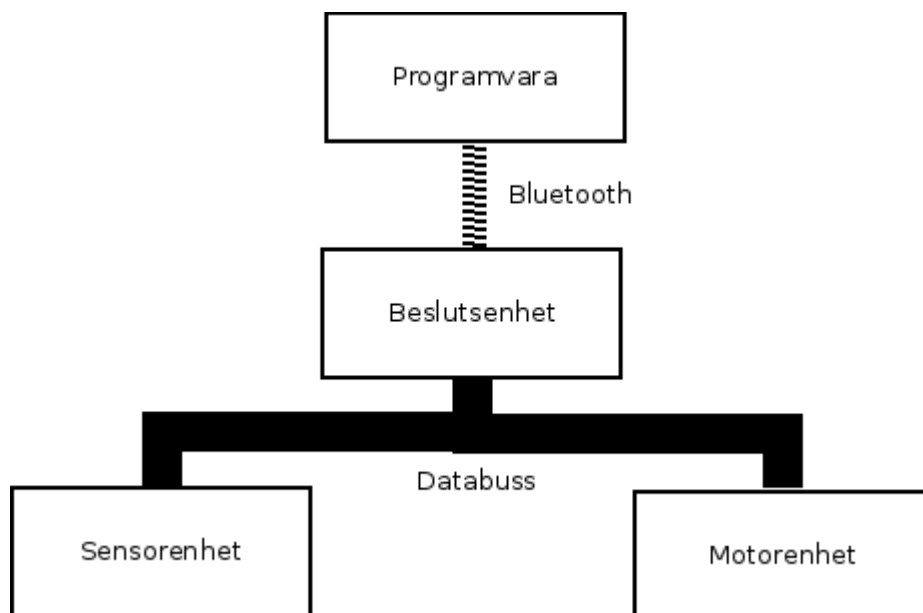 Programvara
Bluetooth
Beslutsenhet
Databuss
Sensorenhet
Motorenhet